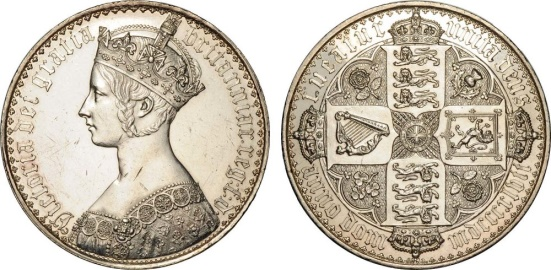 Victoria dei gratia britanniar: reg: f: d:
tueatur unita deus
anno dom mdcccxlvii